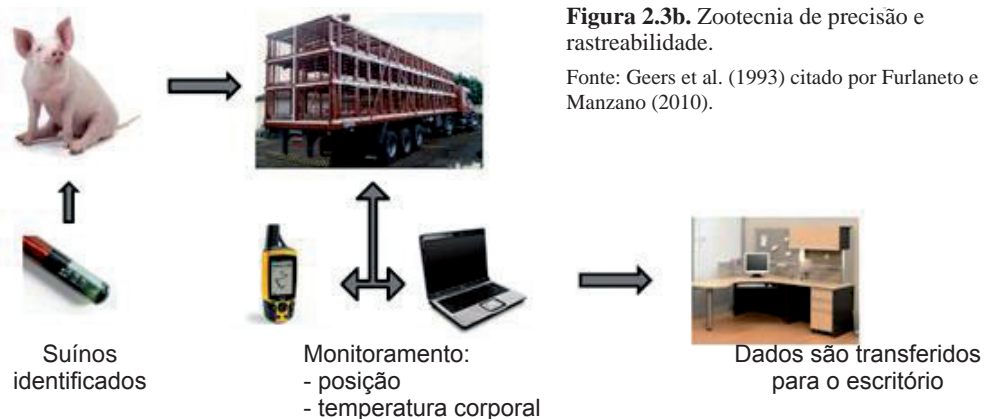 Figura 2.3b. Zootecnia de precisão e
rastreabilidade.
Fonte: Geers et al. (1993) citado por Furlaneto e
Manzano (2010).
Suínos
identificados
Monitoramento:
- posição
- temperatura corporal
Dados são transferidos
para o escritório